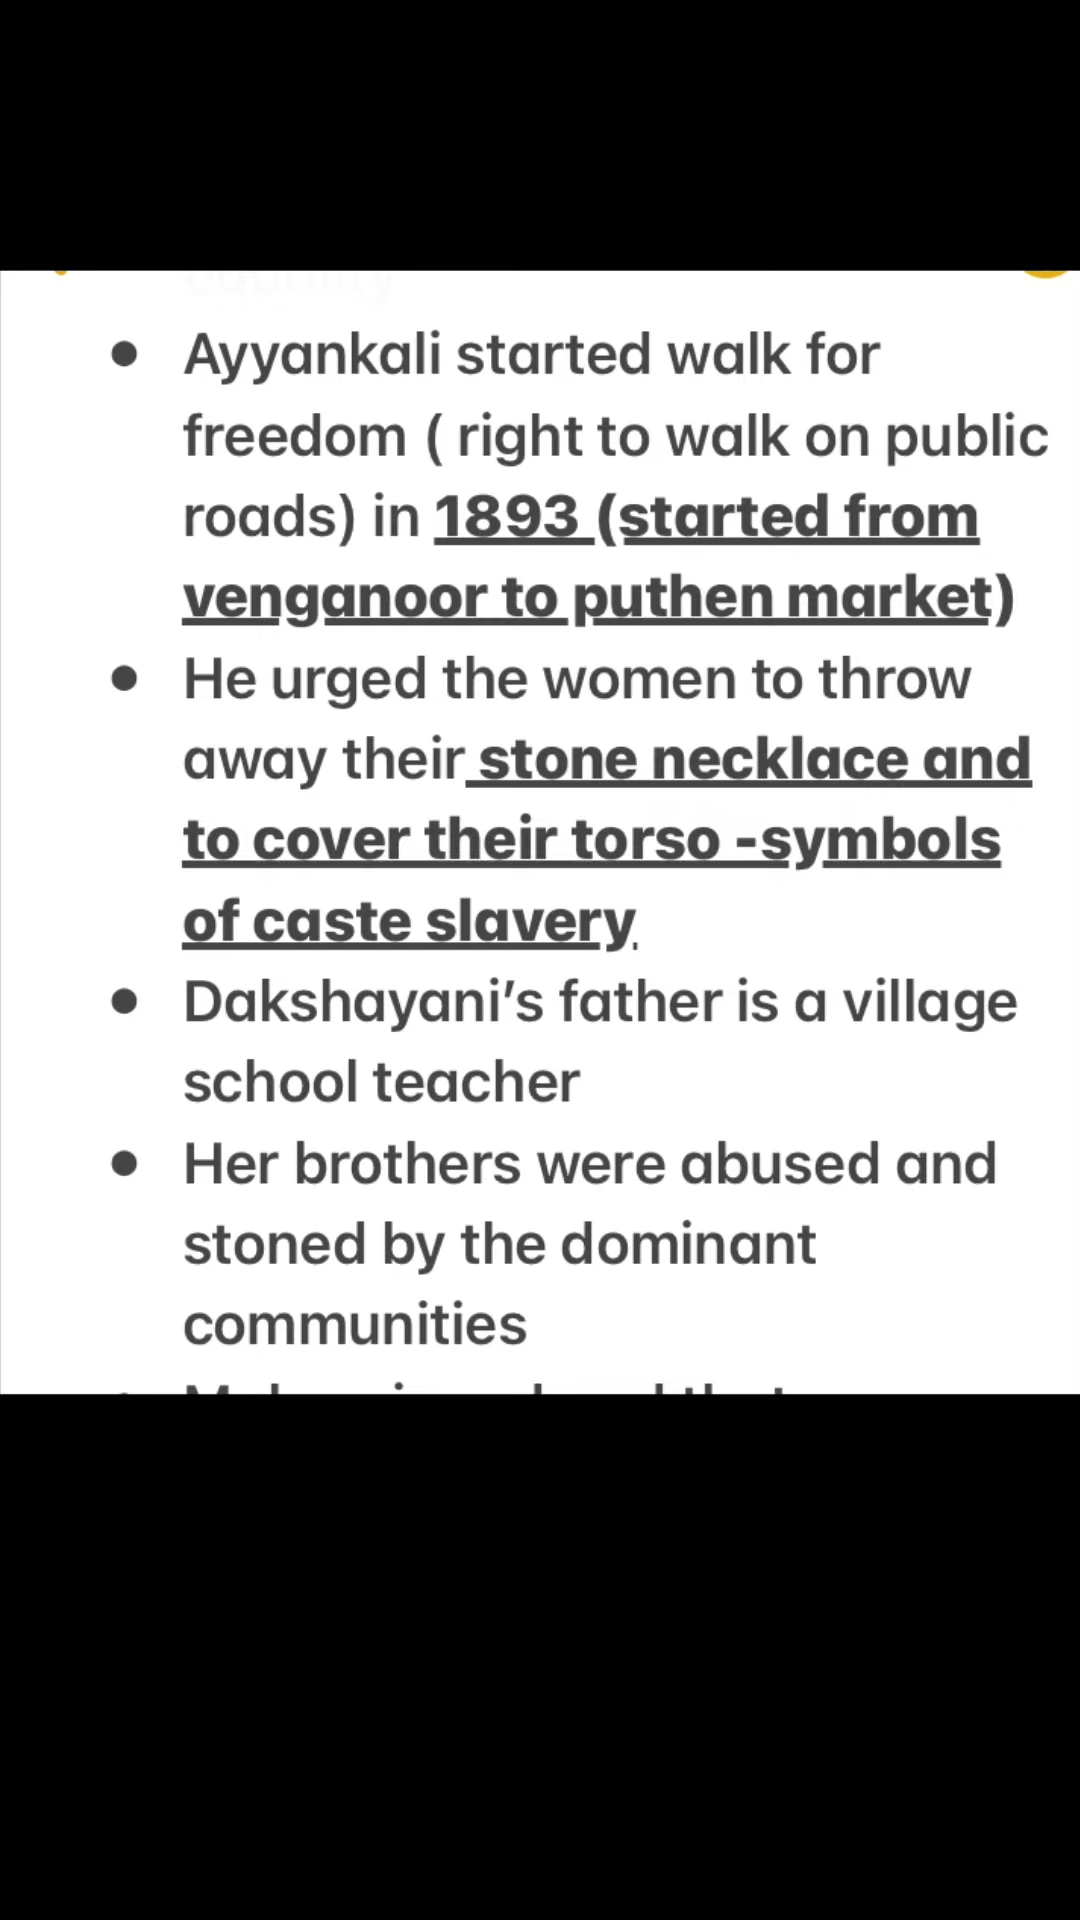 • Ayyankali started walk for
freedom ( right to walk on public
roads) in 1893 (started from
venganoor to puthen market)
• He urged the women to throw
away their stone necklace and
to cover their torso -symbols
of caste slavery.
• Dakshayani’s father is a village
school teacher
• Her brothers were abused and
stoned by the dominant
communities